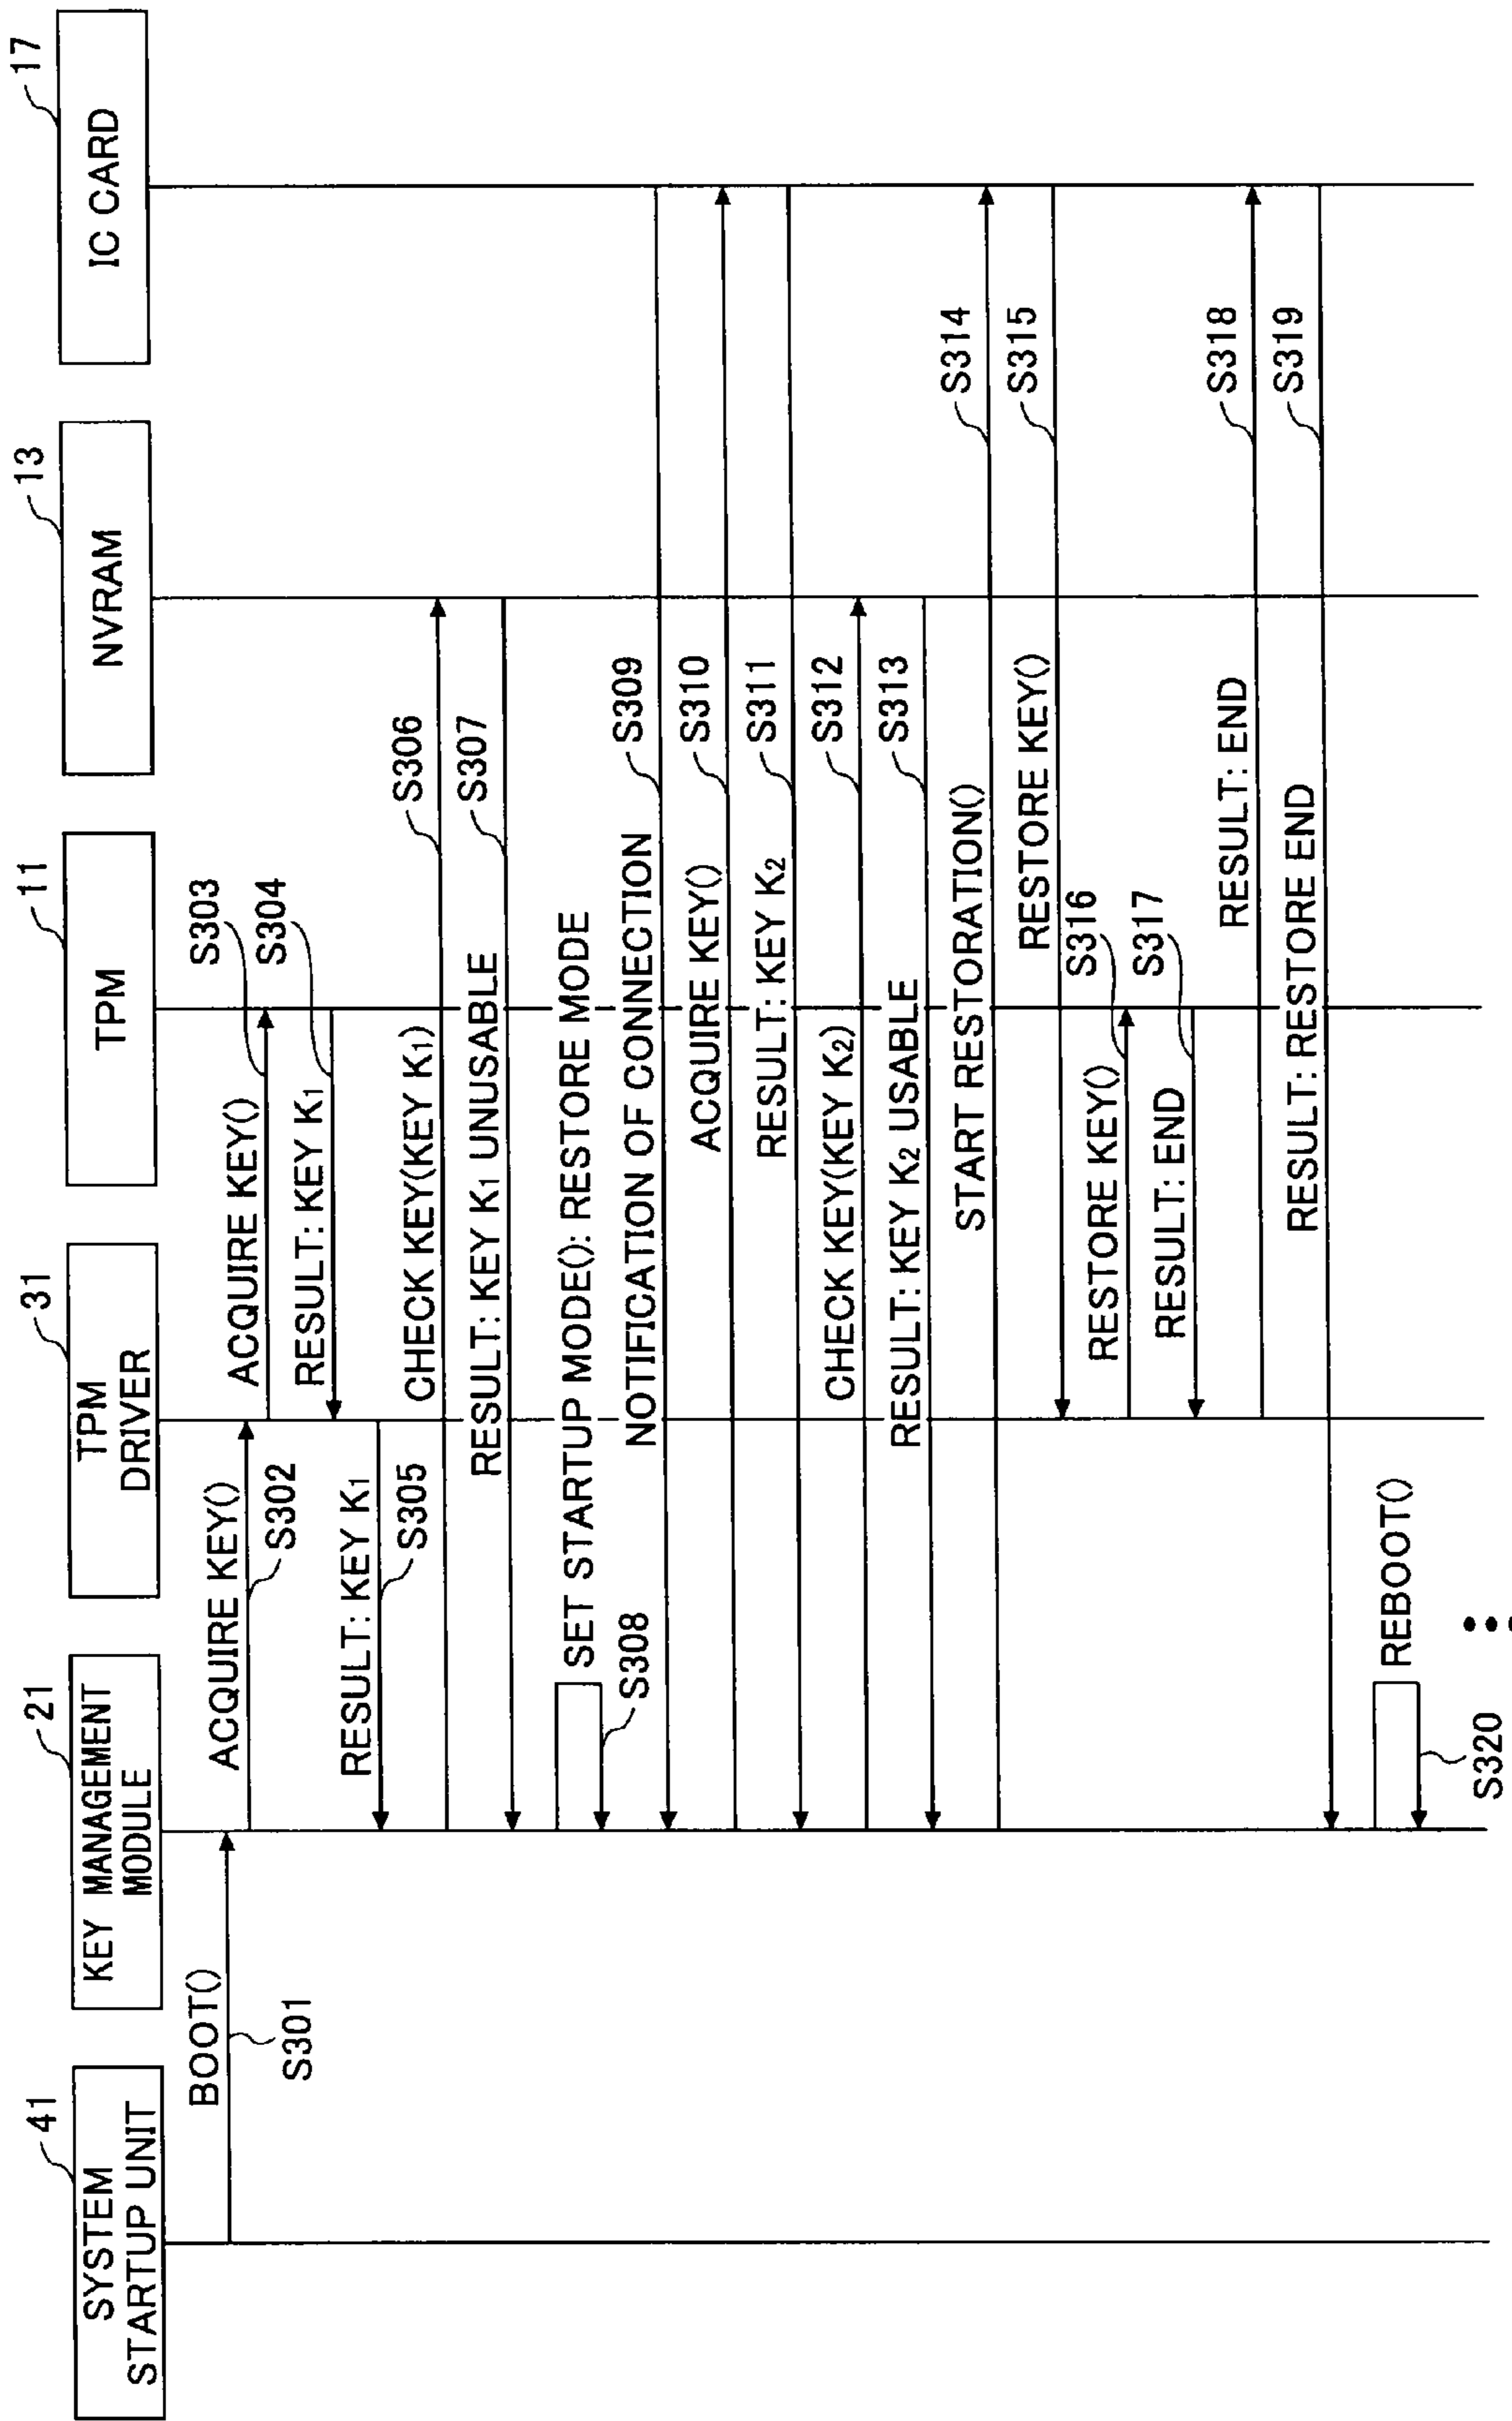 41
SYSTEM
STARTUP UNIT
21
KEY MANAGEMENT
MODULE
31
TPM
DRIVER
11
TPM
13
NVRAM
17
IC CARD
BOOT()
S301
ACQUIRE KEY()
S302
ACQUIRE KEY()
S303
RESULT: KEY K1
S304
RESULT: KEY K1
S305
CHECK KEY(KEY K1)
S306
RESULT: KEY K1 UNUSABLE
S307
SET STARTUP MODE(): RESTORE MODE
S308
NOTIFICATION OF CONNECTION
S309
ACQUIRE KEY()
S310
RESULT: KEY K2
S311
CHECK KEY(KEY K2)
S312
RESULT: KEY K2 USABLE
S313
START RESTORATION()
S314
RESTORE KEY()
S315
RESTORE KEY()
S316
RESULT: END
S317
RESULT: END
S318
RESULT: RESTORE END
S319
REBOOT()
S320